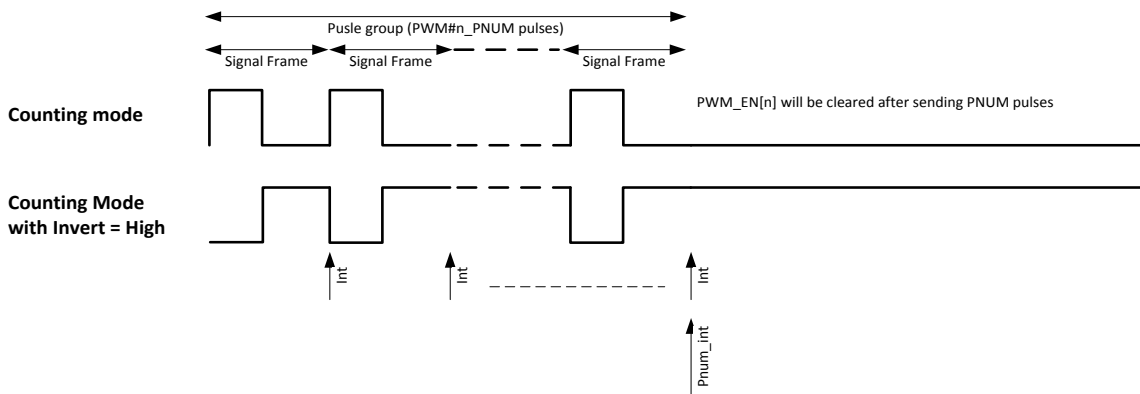 Pusle group (PWM#n_PNUM pulses)
Signal Frame
Signal Frame
Signal Frame
Counting mode
PWM_EN[n] will be cleared after sending PNUM pulses
Counting Mode
with Invert = High
Int
Int
Int
Pnum_int